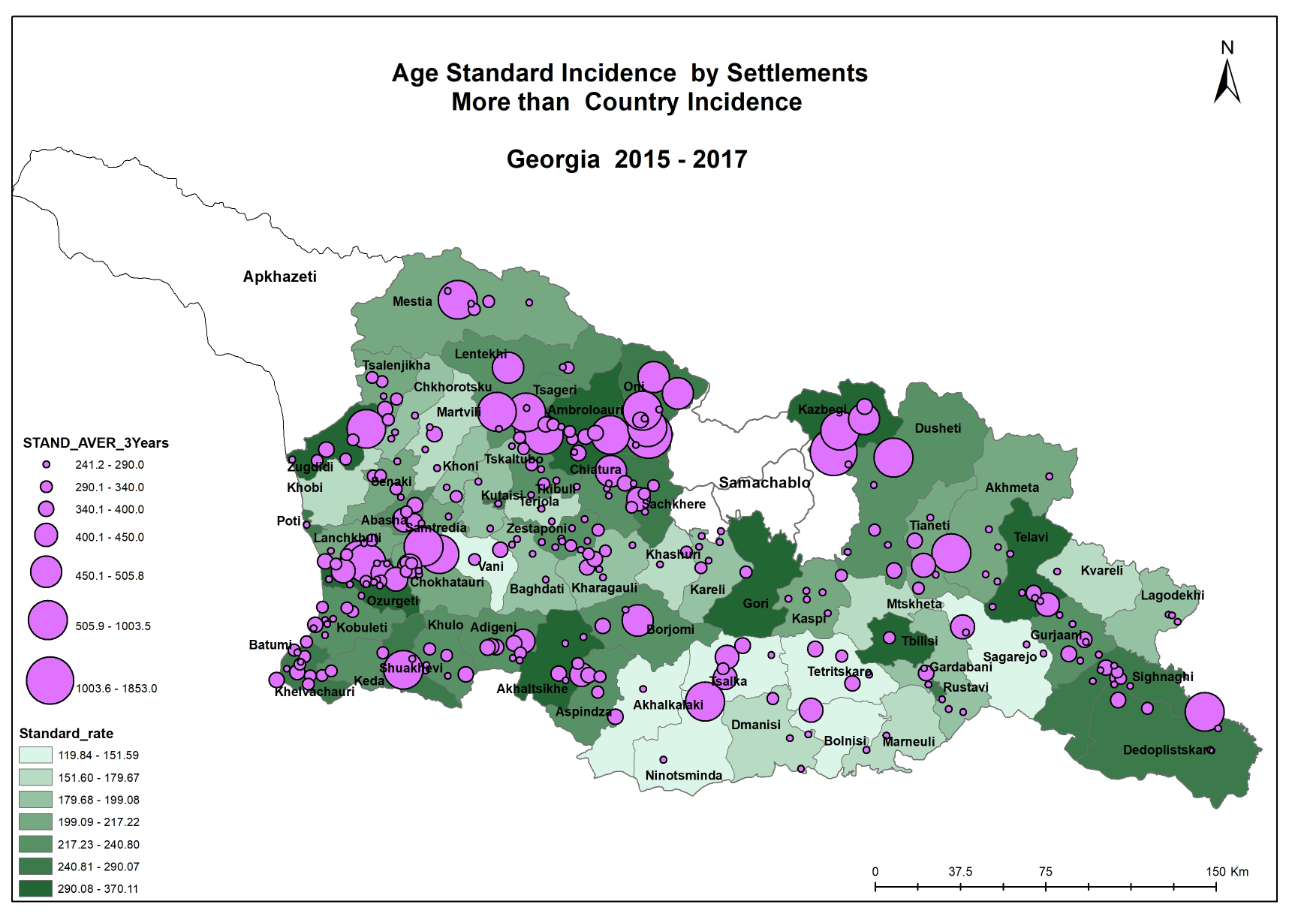 N
Age Standard Incidence by Settlements
More than Country Incidence
Georgia 2015 - 2017
Apkhazeti
Mestia
Lentekhi
Tsalenjikha
Chkhorotsku
Tsageri
Oni
Martvili
Ambroloauri
Kazbegi
Dusheti
Zugdidi
Khobi
Senaki
Khoni
Tskaltubo
Chiatura
Samachablo
Akhmeta
Kutaisi
Tkibuli
Teriola
Sachkhere
Poti
Abasha
Samtredia
Zestaponi
Tianeti
Telavi
Lanchkhuti
Khashuri
Kvareli
Vani
Chokhatauri
Baghdati
Kharagauli
Kareli
Gori
Kaspi
Mtskheta
Lagodekhi
Ozurgeti
Kobuleti
Khulo
Adigeni
Borjomi
Tbilisi
Gurjaani
Batumi
Shuakhevi
Keda
Khelvachauri
Akhaltsikhe
Aspindza
Akhalkalaki
Tsalka
Tetritskaro
Gardabani
Rustavi
Sagarejo
Sighnaghi
Dmanisi
Bolnisi
Marneuli
Dedoplistskaro
Ninotsminda
STAND_AVER_3Years
241.2 - 290.0
290.1 - 340.0
340.1 - 400.0
400.1 - 450.0
450.1 - 505.8
505.9 - 1003.5
1003.6 - 1853.0
Standard_rate
119.84 - 151.59
151.60 - 179.67
179.68 - 199.08
199.09 - 217.22
217.23 - 240.80
240.81 - 290.07
290.08 - 370.11
0 37.5 75 150 Km